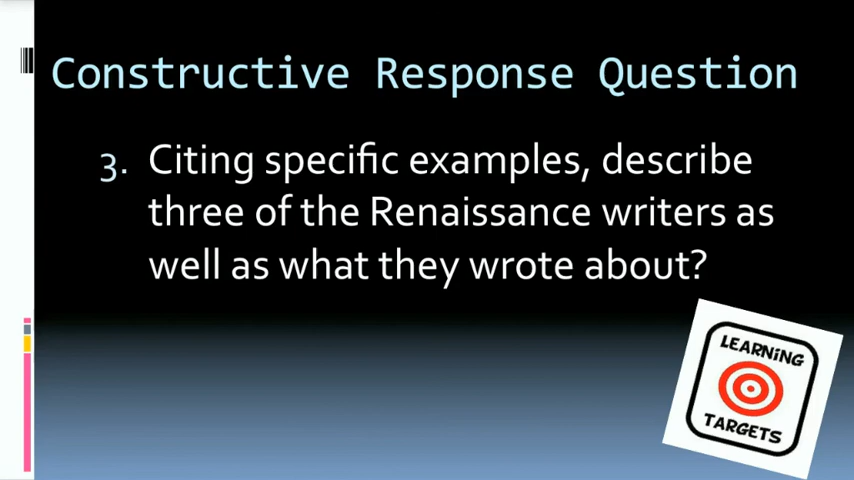 Constructive Response Question
3. Citing specific examples, describe
three of the Renaissance writers as
well as what they wrote about?
LEARNiNG
TARGETS